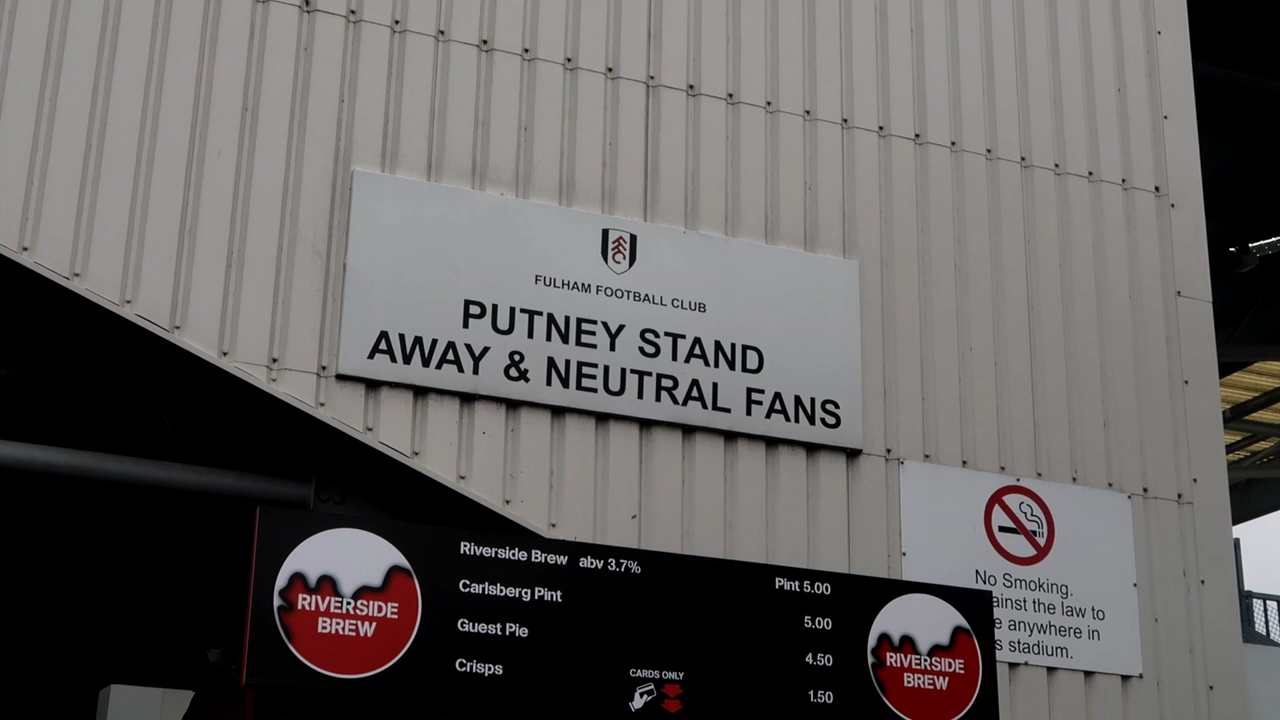 FULHAM FOOTBALL CLUB
PUTNEY STAND
AWAY & NEUTRAL FANS
No Smoking.
ainst the law to
e anywhere in
s stadium.
RIVERSIDE
BREW
Riverside Brew abv 3.7% Pint 5.00
Carlsberg Pint 5.00
Guest Pie 4.50
Crisps 1.50
CARDS ONLY
RIVERSIDE
BREW